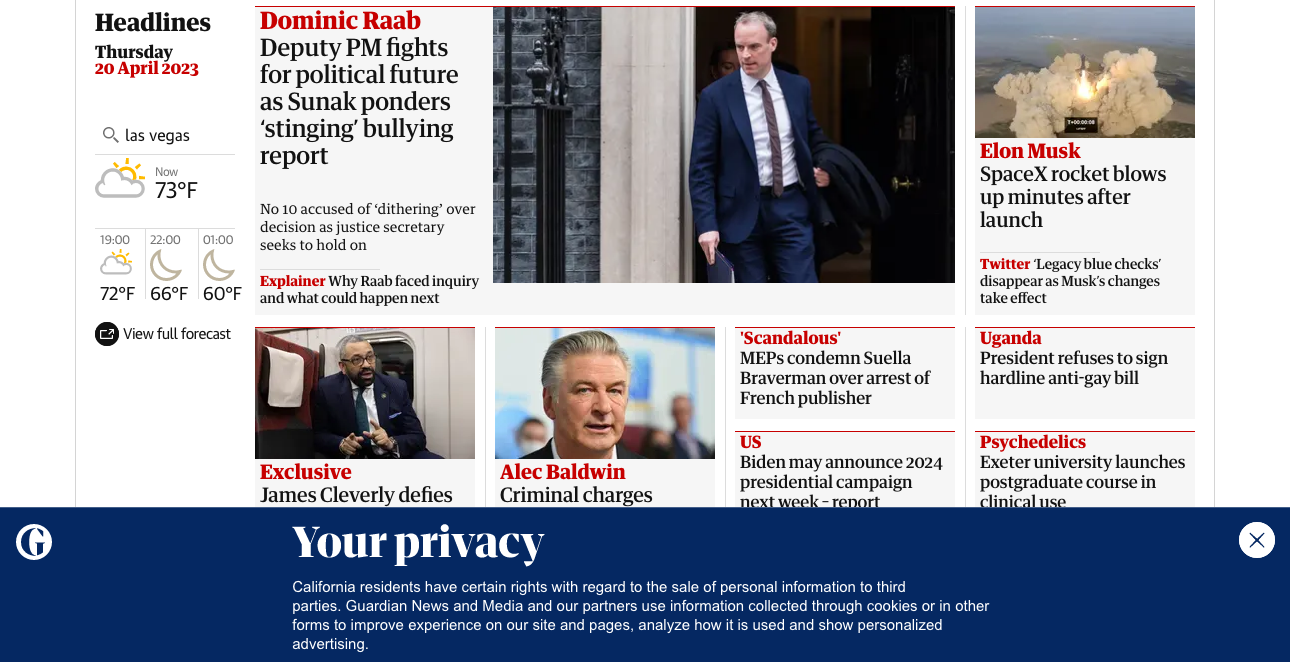 Headlines
Thursday
20 April 2023
las vegas
Now
73°F
19:00
22:00
01:00
72°F
66°F
60°F
View full forecast
Dominic Raab
Deputy PM fights
for political future
as Sunak ponders
‘stinging’ bullying
report
No 10 accused of ‘dithering’ over
decision as justice secretary
seeks to hold on
Explainer Why Raab faced inquiry
and what could happen next
T+00:00:08
Elon Musk
SpaceX rocket blows
up minutes after
launch
Twitter ‘Legacy blue checks’
disappear as Musk’s changes
take effect
Exclusive
James Cleverly defies
Alec Baldwin
Criminal charges
'Scandalous'
MEPs condemn Suella
Braverman over arrest of
French publisher
US
Biden may announce 2024
presidential campaign
next week – report
Uganda
President refuses to sign
hardline anti-gay bill
Psychedelics
Exeter university launches
postgraduate course in
clinical use
G
Your privacy
California residents have certain rights with regard to the sale of personal information to third
parties. Guardian News and Media and our partners use information collected through cookies or in other
forms to improve experience on our site and pages, analyze how it is used and show personalized
advertising.